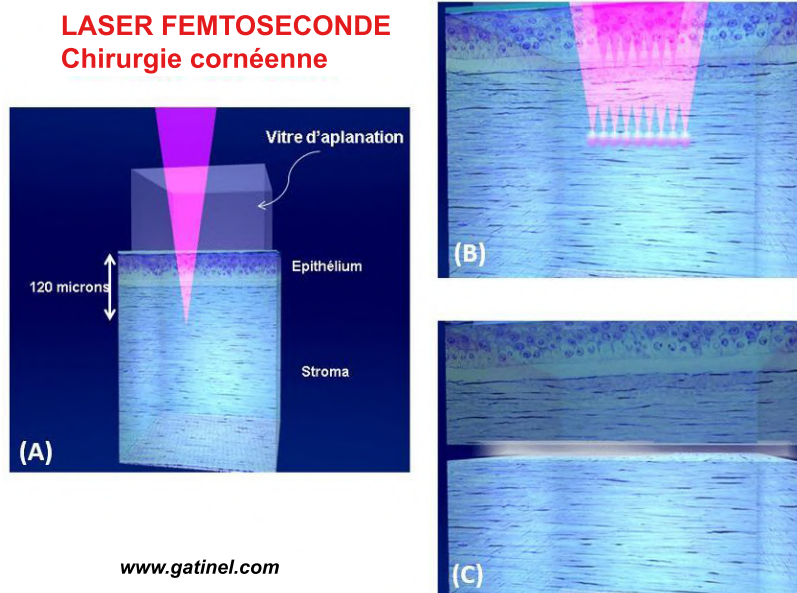 LASER FEMTOSECONDE
Chirurgie cornéenne
Vitre d'aplanation
Epithélium
120 microns
Stroma
(A)
(B)
(C)
www.gatinel.com